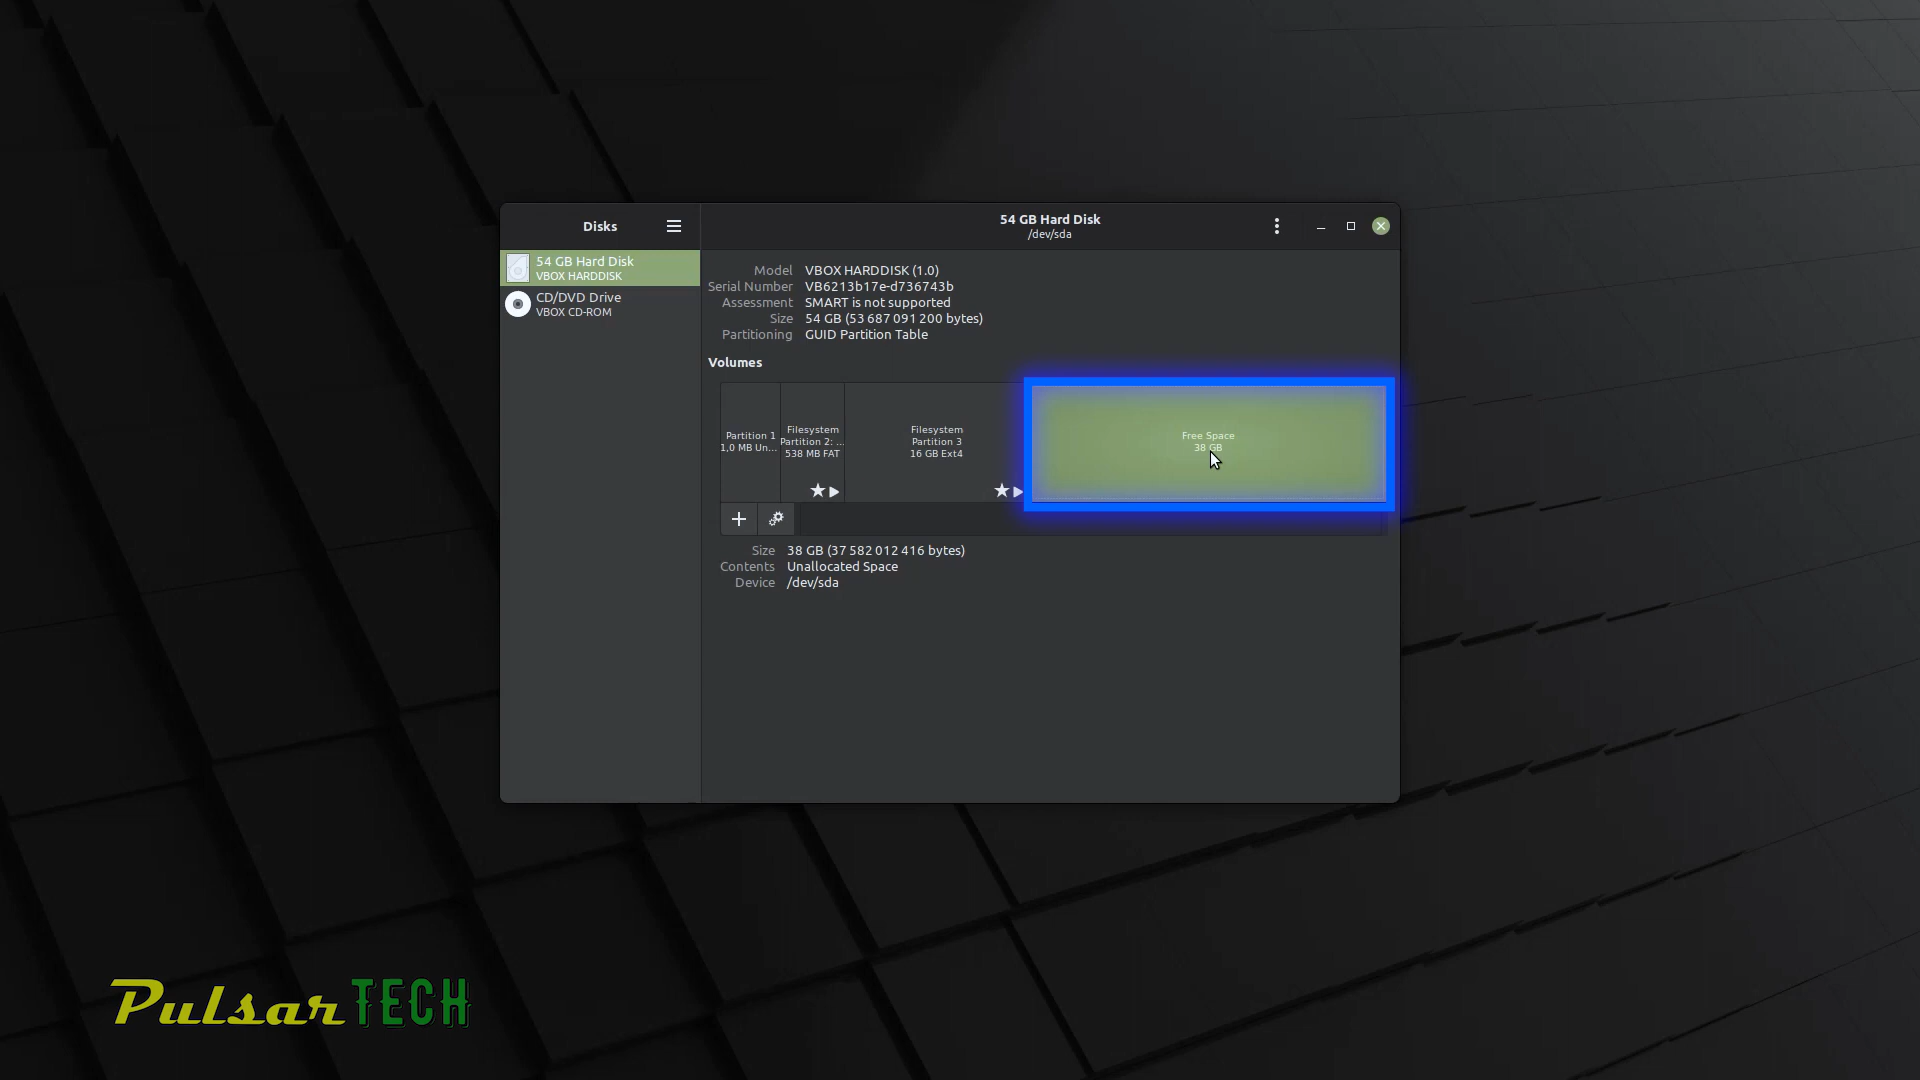 Disks
54 GB Hard Disk
/dev/sda
54 GB Hard Disk
VBOX HARDDISK
CD/DVD Drive
VBOX CD-ROM
Model VBOX HARDDISK (1.0)
Serial Number VB6213b17e-d736743b
Assessment SMART is not supported
Size 54 GB (53 687 091 200 bytes)
Partitioning GUID Partition Table
Volumes
Partition 1
1,0 MB Un...
Filesystem
Partition 2: ...
538 MB FAT
Filesystem
Partition 3
16 GB Ext4
Free Space
38 GB
Size 38 GB (37 582 012 416 bytes)
Contents Unallocated Space
Device /dev/sda
PulsarTECH